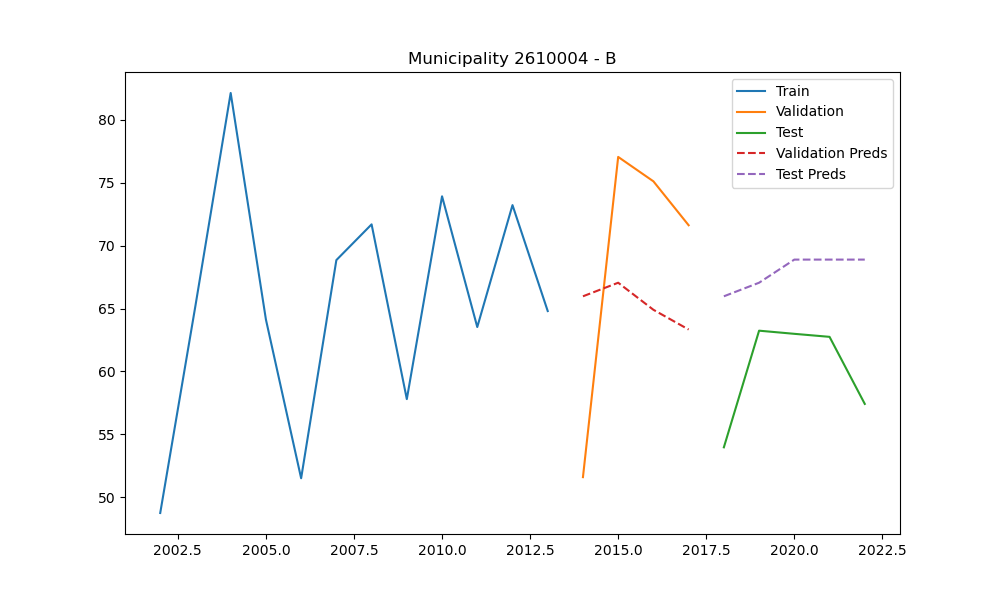 Municipality 2610004 - B
Train
Validation
Test
Validation Preds
Test Preds
80
75
70
65
60
55
50
2002.5 2005.0 2007.5 2010.0 2012.5 2015.0 2017.5 2020.0 2022.5